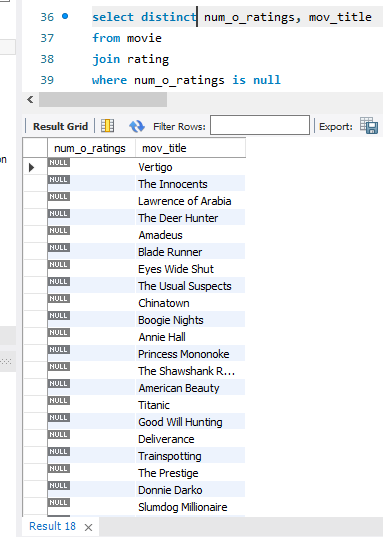 36 select distinct num_o_ratings, mov_title
37 from movie
38 join rating
39 where num_o_ratings is null
on
Result Grid Filter Rows: Export:
num_o_ratings mov_title
NULL Vertigo
NULL The Innocents
NULL Lawrence of Arabia
NULL The Deer Hunter
NULL Amadeus
NULL Blade Runner
NULL Eyes Wide Shut
NULL The Usual Suspects
NULL Chinatown
NULL Boogie Nights
NULL Annie Hall
NULL Princess Mononoke
NULL The Shawshank R...
NULL American Beauty
NULL Titanic
NULL Good Will Hunting
NULL Deliverance
NULL Trainspotting
NULL The Prestige
NULL Donnie Darko
NULL Slumdog Millionaire
Result 18